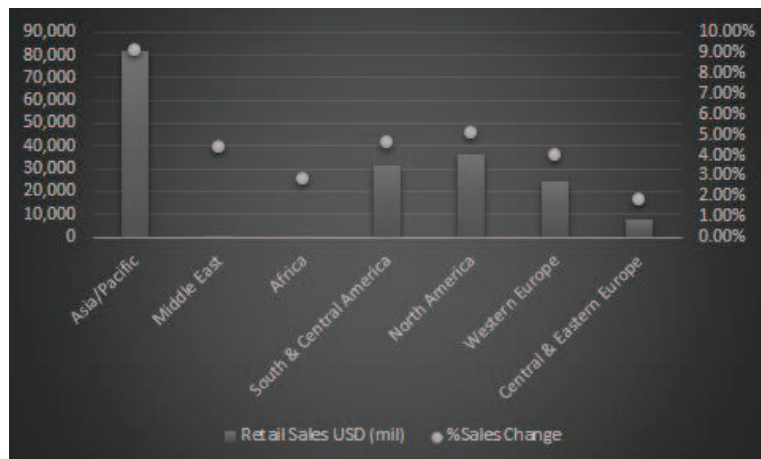 90,000
80,000
70,000
60,000
50,000
40,000
30,000
20,000
10,000
0
10.00%
9.00%
8.00%
7.00%
6.00%
5.00%
4.00%
3.00%
2.00%
1.00%
0.00%
Asia/Pacific
Middle East
Africa
South & Central America
North America
Western Europe
Central & Eastern Europe
Retail Sales USD (mil)
%Sales Change